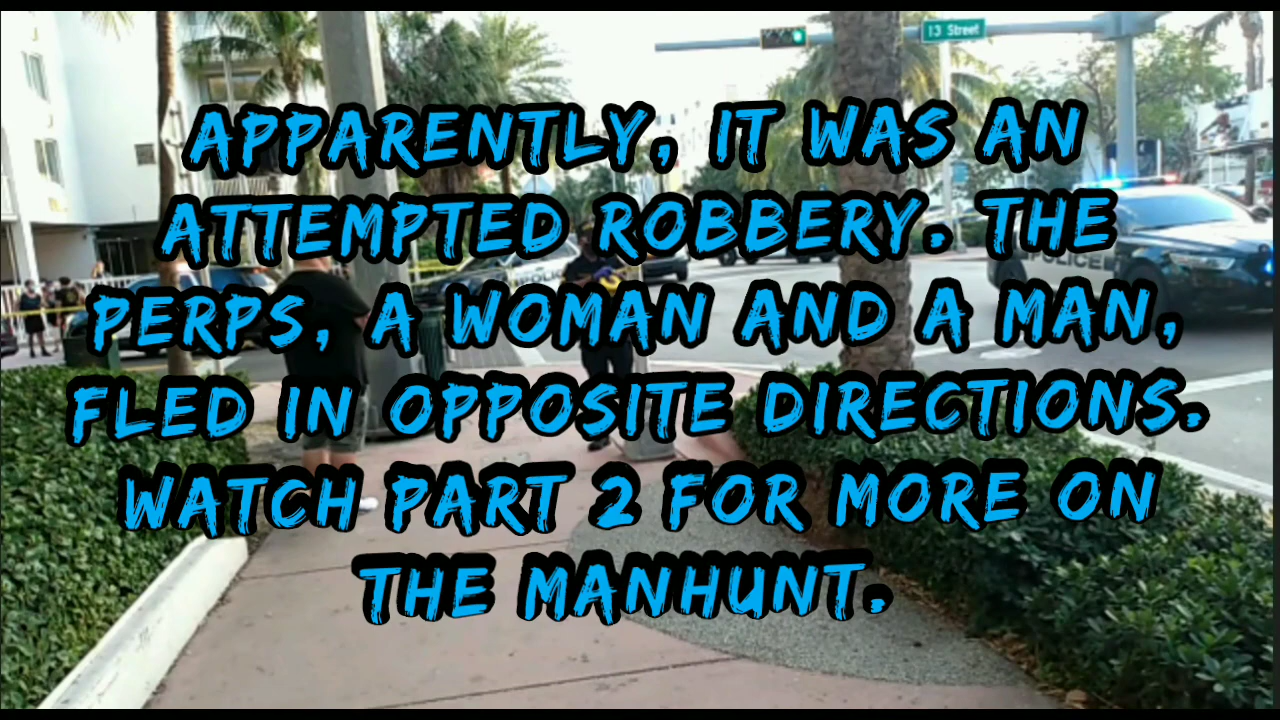 13 Street
APPARENTLY, IT WAS AN
ATTEMPTED ROBBERY. THE
PERPS, A WOMAN AND A MAN,
FLED IN OPPOSITE DIRECTIONS.
WATCH PART 2 FOR MORE ON
THE MANHUNT.
POLICE
POLICE